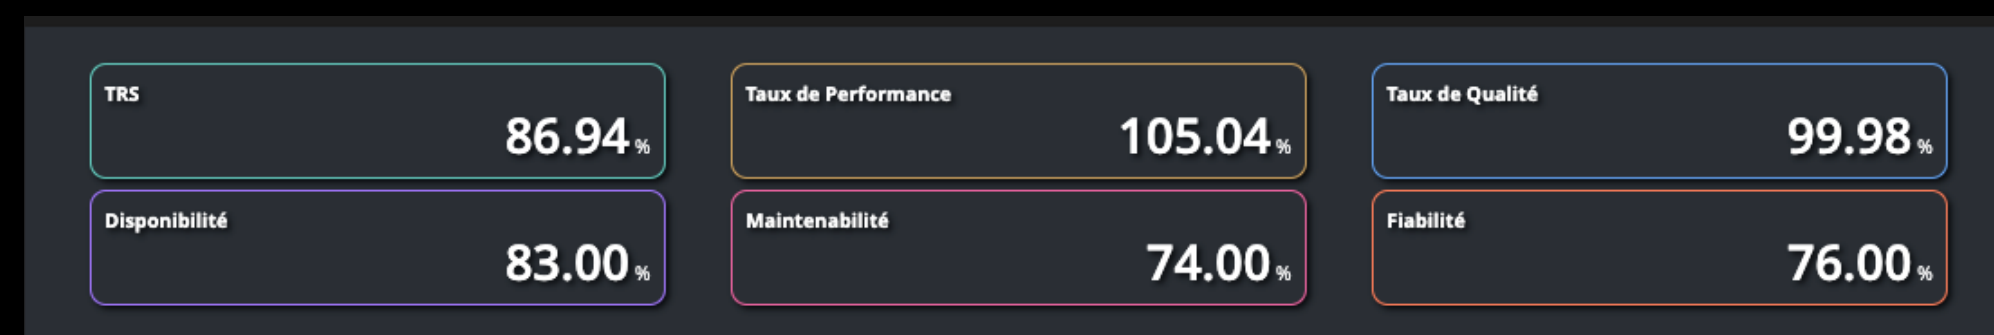 TRS
86.94 %
Taux de Performance
105.04 %
Taux de Qualité
99.98 %
Disponibilité
83.00 %
Maintenabilité
74.00 %
Fiabilité
76.00 %